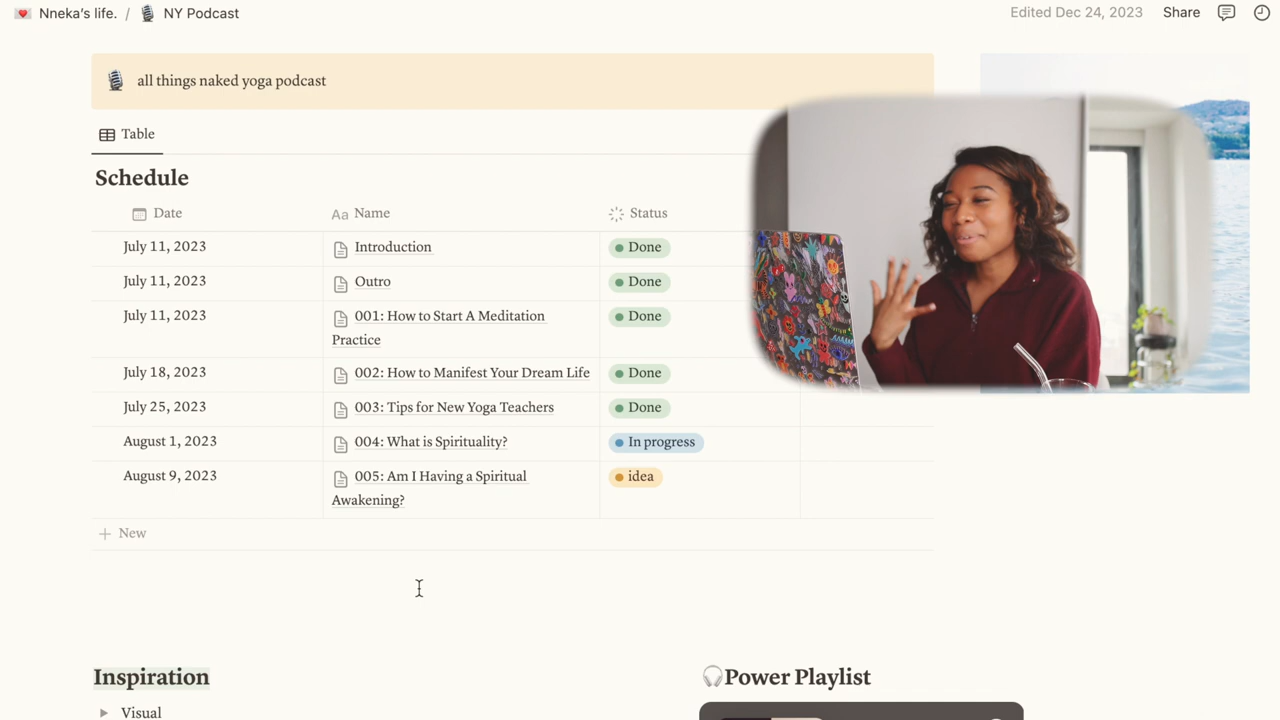 Nneka's life. / NY Podcast
Edited Dec 24, 2023 Share
all things naked yoga podcast
Table
Schedule
Date Aa Name Status
July 11, 2023 Introduction Done
July 11, 2023 Outro Done
July 11, 2023 001: How to Start A Meditation Done
Practice
July 18, 2023 002: How to Manifest Your Dream Life Done
July 25, 2023 003: Tips for New Yoga Teachers Done
August 1, 2023 004: What is Spirituality? In progress
August 9, 2023 005: Am I Having a Spiritual idea
Awakening?
+ New
Inspiration
Power Playlist
Visual